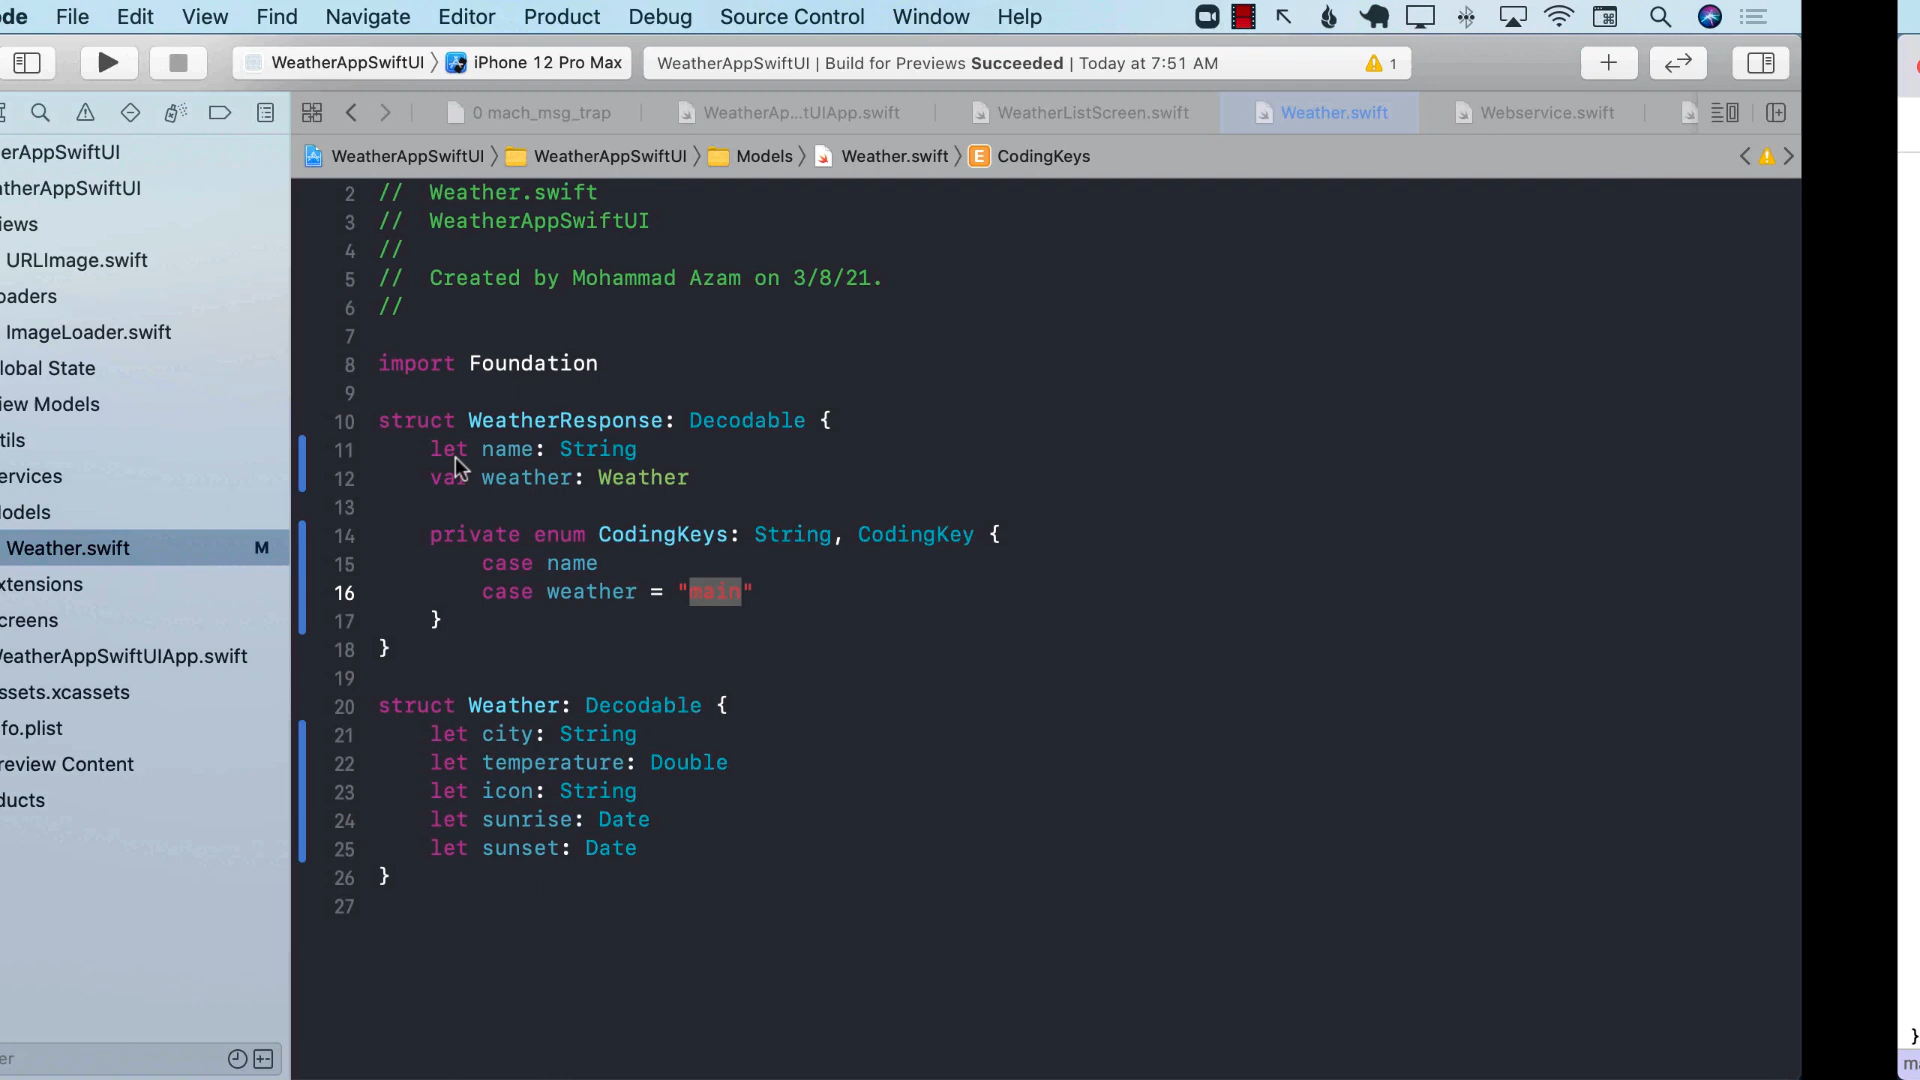 ode File Edit View Find Navigate Editor Product Debug Source Control Window Help
WeatherAppSwiftUI 〉 iPhone 12 Pro Max WeatherAppSwiftUI | Build for Previews Succeeded | Today at 7:51 AM 1
0 mach_msg_trap WeatherAp...tUIApp.swift WeatherListScreen.swift Weather.swift Webservice.swift
WeatherAppSwiftUI 〉 WeatherAppSwiftUI 〉 Models 〉 Weather.swift 〉 E CodingKeys
erAppSwiftUI
atherAppSwiftUI
iews
URLImage.swift
oaders
ImageLoader.swift
lobal State
iew Models
tils
ervices
odels
Weather.swift M
xtensions
creens
VeatherAppSwiftUIApp.swift
ssets.xcassets
fo.plist
review Content
ducts
er
2 // Weather.swift
3 // WeatherAppSwiftUI
4 //
5 // Created by Mohammad Azam on 3/8/21.
6 //
7
8 import Foundation
9
10 struct WeatherResponse: Decodable {
11 let name: String
12 var weather: Weather
13
14 private enum CodingKeys: String, CodingKey {
15 case name
16 case weather = "main"
17 }
18 }
19
20 struct Weather: Decodable {
21 let city: String
22 let temperature: Double
23 let icon: String
24 let sunrise: Date
25 let sunset: Date
26 }
27
}